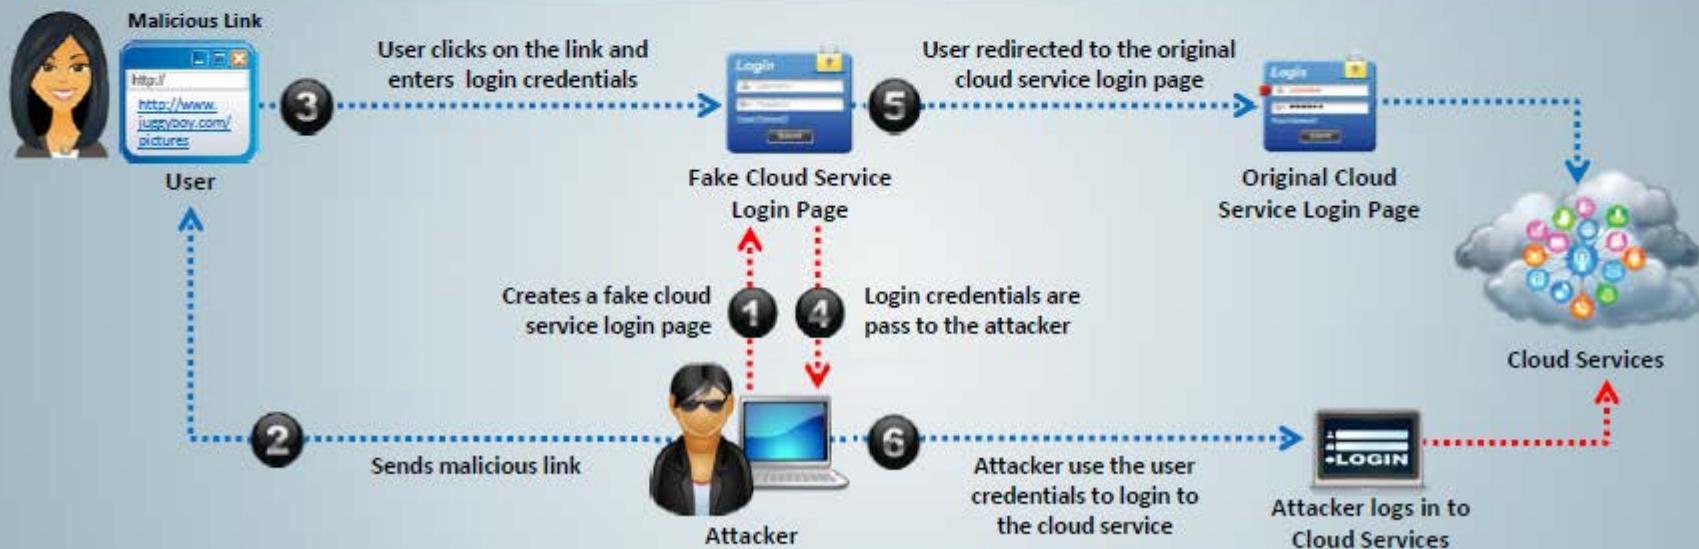 Malicious Link
http://
http://www.
juggyboy.com/
pictures
User
3
User clicks on the link and
enters login credentials
Login
Fake Cloud Service
Login Page
5
User redirected to the original
cloud service login page
Login
Original Cloud
Service Login Page
Cloud Services
Creates a fake cloud
service login page
1
4
Login credentials are
pass to the attacker
2
Sends malicious link
Attacker
6
Attacker use the user
credentials to login to
the cloud service
LOGIN
Attacker logs in to
Cloud Services